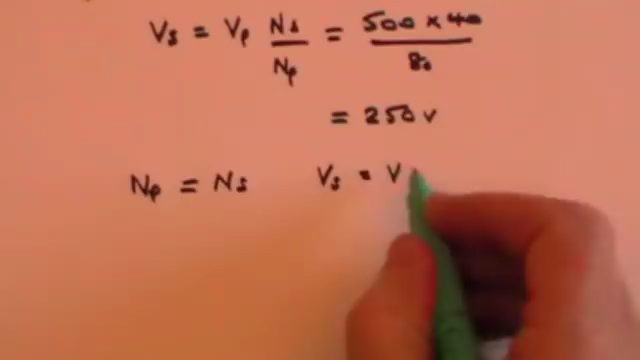 Vs = Vp Ns/Np = 500 × 40/80
= 250 v
Np = Ns Vs = V